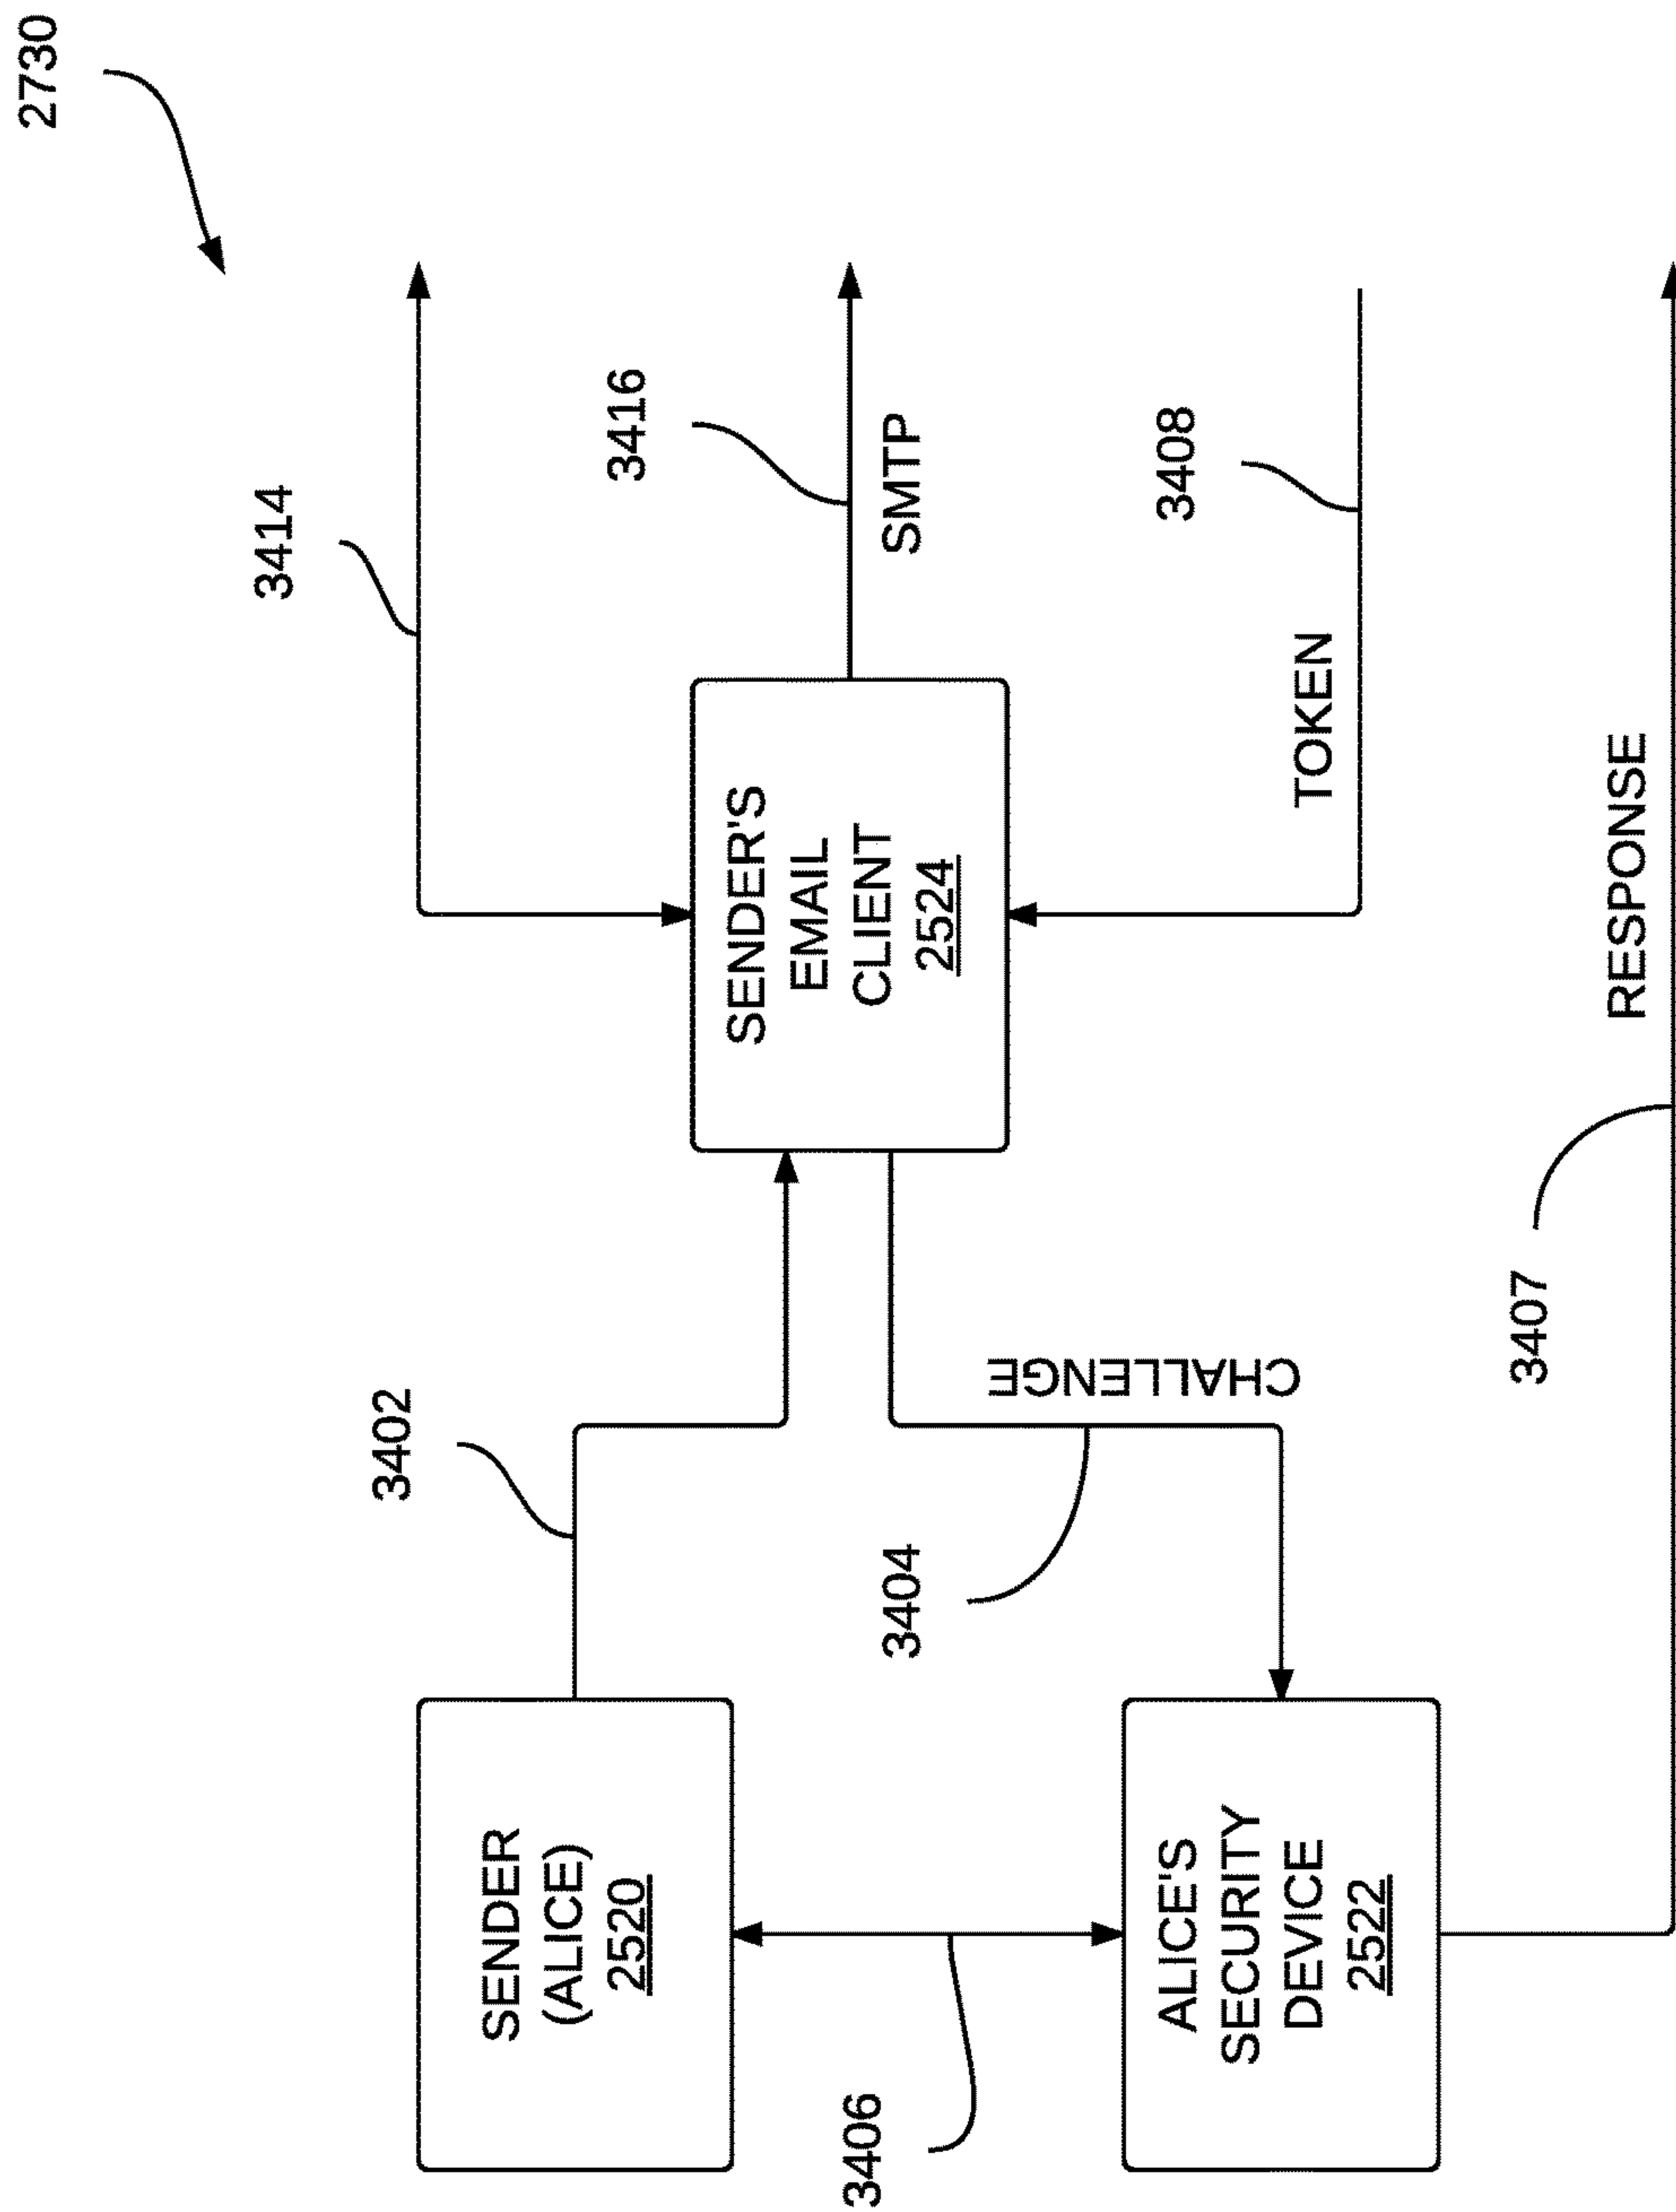 2730
3414
3416
SMTP
3402
SENDER'S
EMAIL
CLIENT
2524
SENDER
(ALICE)
2520
3408
TOKEN
CHALLENGE
3404
3406
ALICE'S
SECURITY
DEVICE
2522
3407
RESPONSE